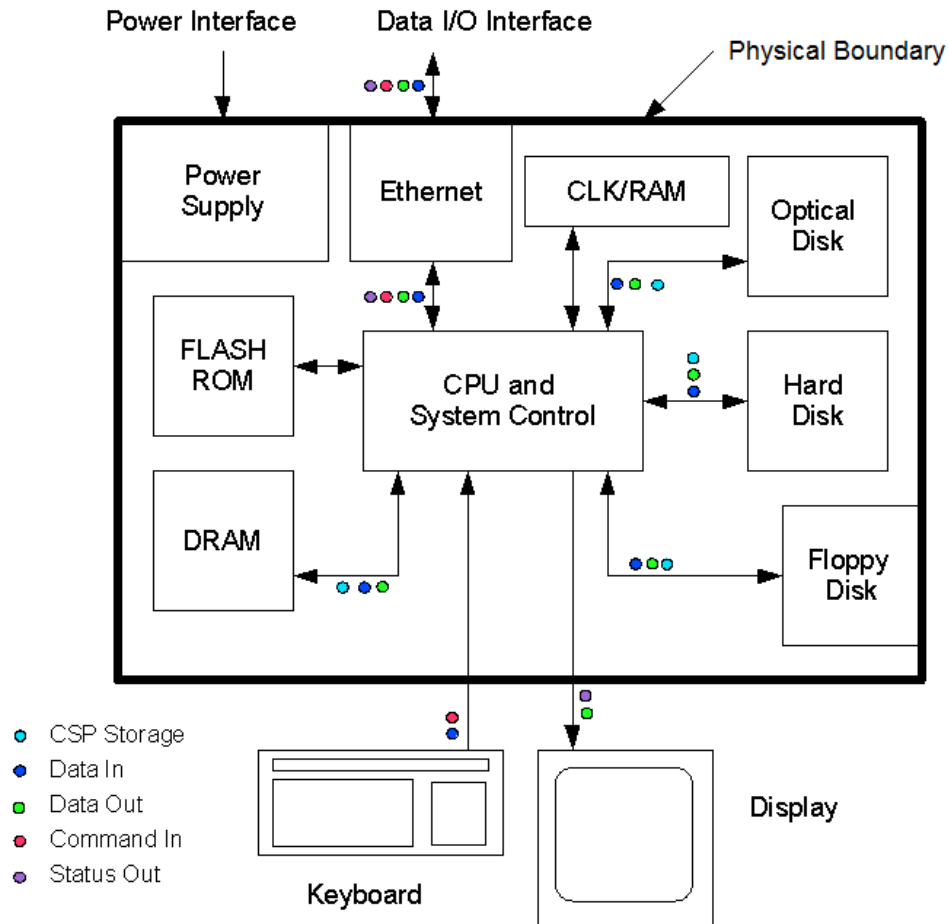 Power Interface
Data I/O Interface
Physical Boundary
Power
Supply
Ethernet
CLK/RAM
Optical
Disk
FLASH
ROM
CPU and
System Control
Hard
Disk
DRAM
Floppy
Disk
CSP Storage
Data In
Data Out
Command In
Status Out
Keyboard
Display